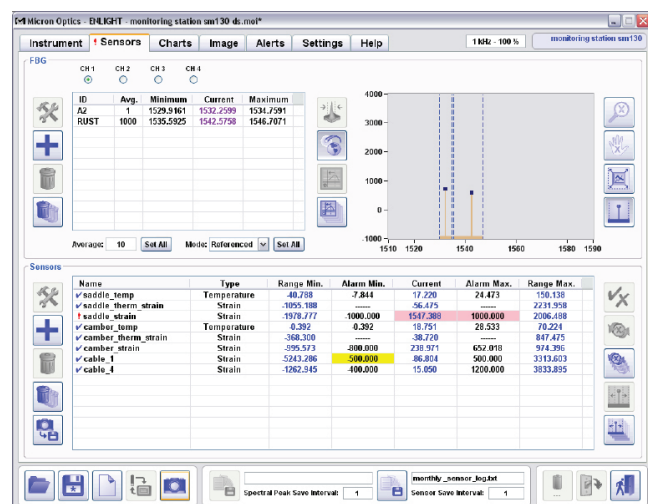 Micron Optics - ENLIGHT - monitoring station sm130 ds.mol*
Instrument ! Sensors Charts Image Alerts Settings Help 1 kHz - 100 % monitoring station sm130
FBG
CH 1 CH 2 CH 3 CH 4
ID Avg. Minimum Current Maximum
A2 1 1529.9161 1532.2599 1534.7591
RUST 1000 1535.5925 1542.5758 1546.7071
4000
3000
2000
1000
0
-1000
1510 1520 1540 1560 1580 1590
Average: 10 Set All Mode: Referenced Set All
Sensors
Name Type Range Min. Alarm Min. Current Alarm Max. Range Max.
saddle_temp Temperature -40.788 -7.844 17.220 24.473 150.138
saddle_therm_strain Strain -1055.188 ------ -56.475 ------ 2231.958
! saddle_strain Strain -1978.777 -1000.000 1547.388 1000.000 2006.488
camber_temp Temperature -0.392 -0.392 18.751 28.533 70.224
camber_therm_strain Strain -368.300 ------ -38.720 ------ 847.475
camber_strain Strain -995.573 -800.000 238.971 652.018 974.396
cable_1 Strain -5243.286 -500.000 -86.804 500.000 3313.603
cable_4 Strain -1262.945 -400.000 15.050 1200.000 3833.895
monthly_sensor_log.txt
Spectral Peak Save Interval: 1 Sensor Save Interval: 1